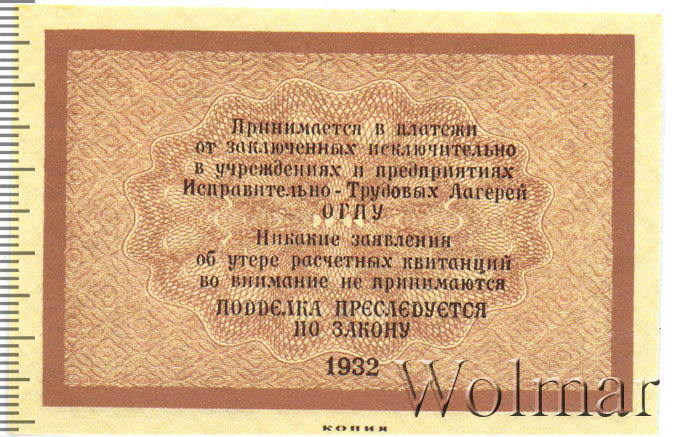 Принимается в платежи
от заключенных исключительно
в учреждениях и предприятиях
Исправительно-Трудовых Лагерей
ОГПУ
Никакие заявления
об утере расчетных квитанций
во внимание не принимаются
ПОДДЕЛКА ПРЕСЛЕДУЕТСЯ
ПО ЗАКОНУ
1932
Wolmar
КОПИЯ